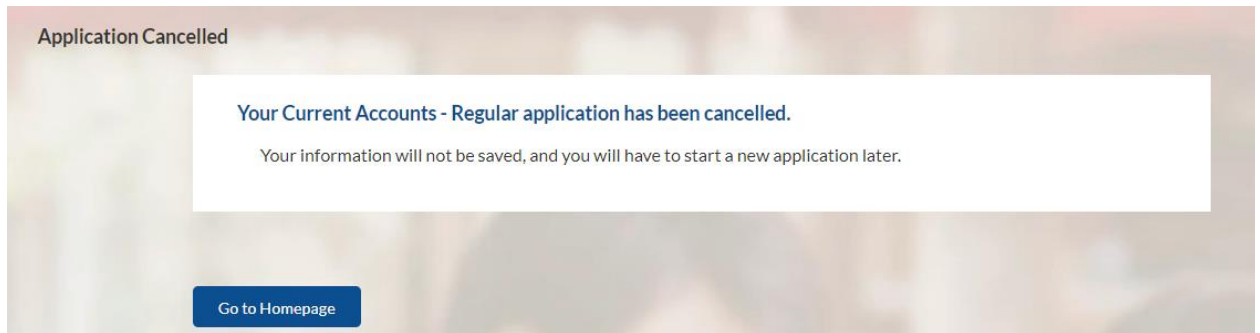 Application Cancelled
Your Current Accounts - Regular application has been cancelled.
Your information will not be saved, and you will have to start a new application later.
Go to Homepage